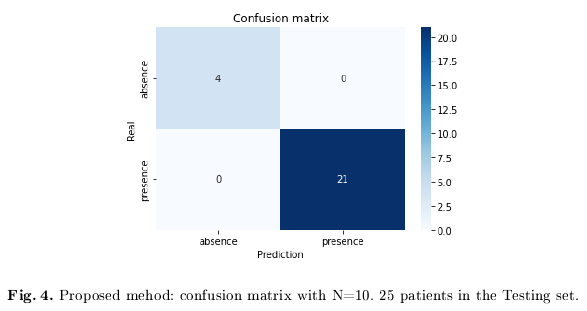 Confusion matrix
absence
4
0
20.0
17.5
15.0
12.5
10.0
7.5
5.0
2.5
0.0
Real
presence
0
21
absence
presence
Prediction
Fig. 4. Proposed mehod: confusion matrix with N=10. 25 patients in the Testing set.